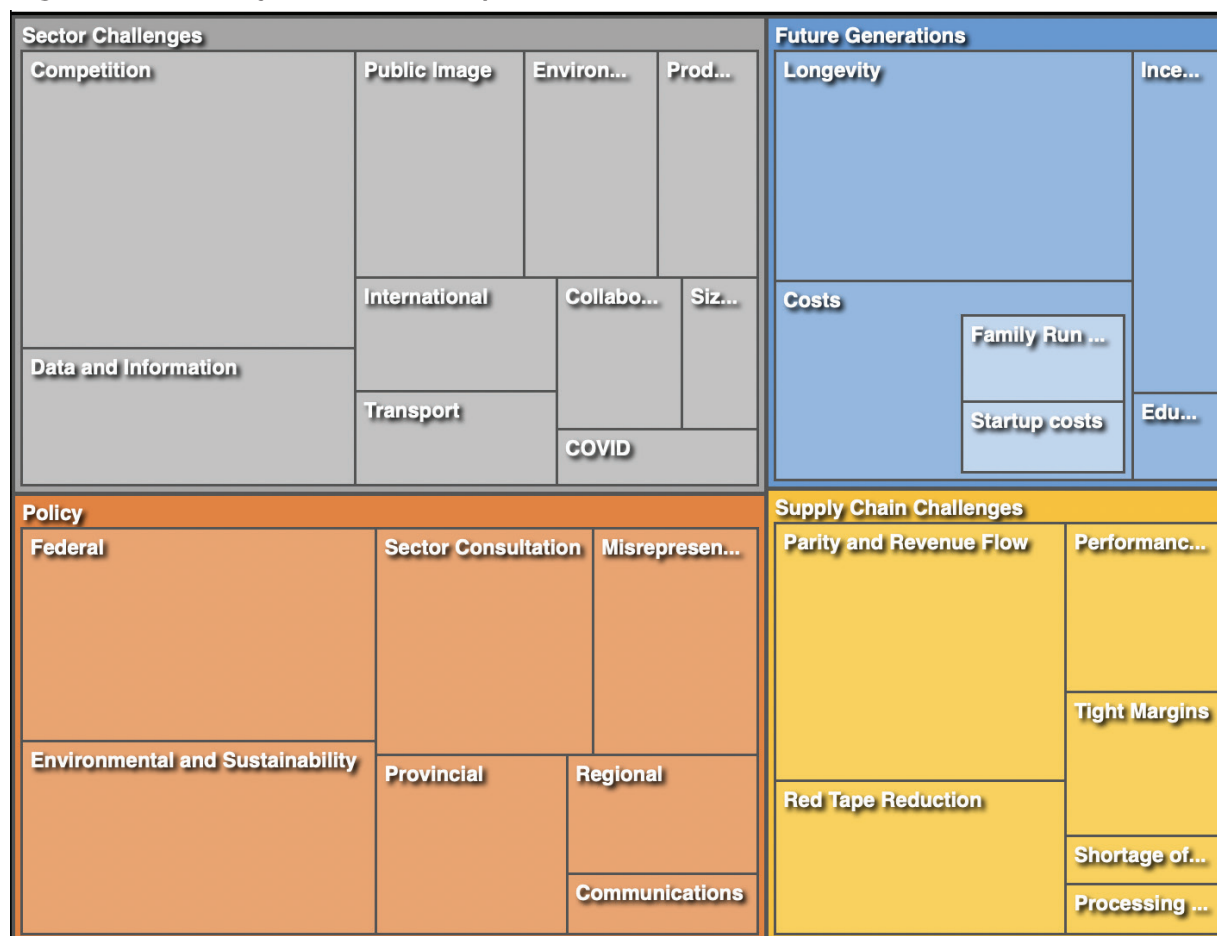 Sector Challenges
Competition
Public Image
Environ...
Prod...
International
Collabo...
Siz...
Data and Information
Transport
COVID
Future Generations
Longevity
Ince...
Costs
Family Run ...
Startup costs
Edu...
Policy
Federal
Sector Consultation
Misrepresen...
Environmental and Sustainability
Provincial
Regional
Communications
Supply Chain Challenges
Parity and Revenue Flow
Performanc...
Tight Margins
Red Tape Reduction
Shortage of...
Processing ...